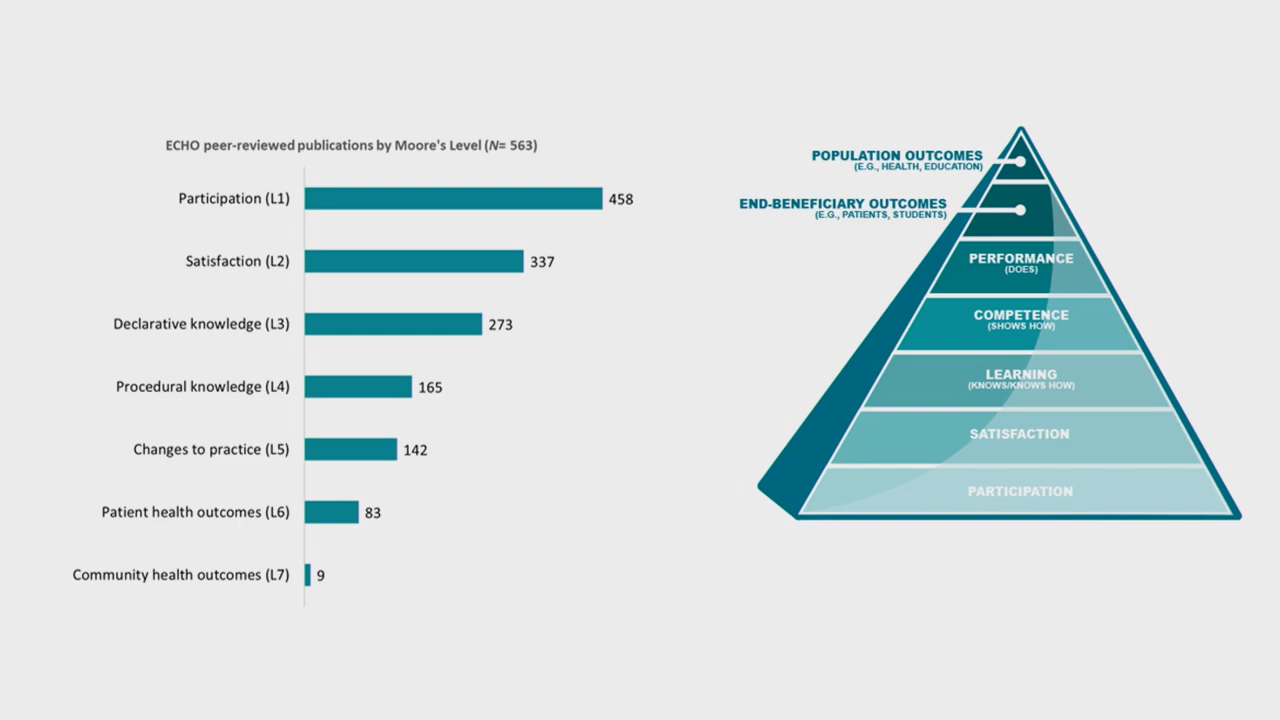 ECHO peer-reviewed publications by Moore's Level (N= 563)
Participation (L1) 458
Satisfaction (L2) 337
Declarative knowledge (L3) 273
Procedural knowledge (L4) 165
Changes to practice (L5) 142
Patient health outcomes (L6) 83
Community health outcomes (L7) 9
POPULATION OUTCOMES
(E.G., HEALTH, EDUCATION)
END-BENEFICIARY OUTCOMES
(E.G., PATIENTS, STUDENTS)
PERFORMANCE
(DOES)
COMPETENCE
(SHOWS HOW)
LEARNING
(KNOWS/KNOWS HOW)
SATISFACTION
PARTICIPATION